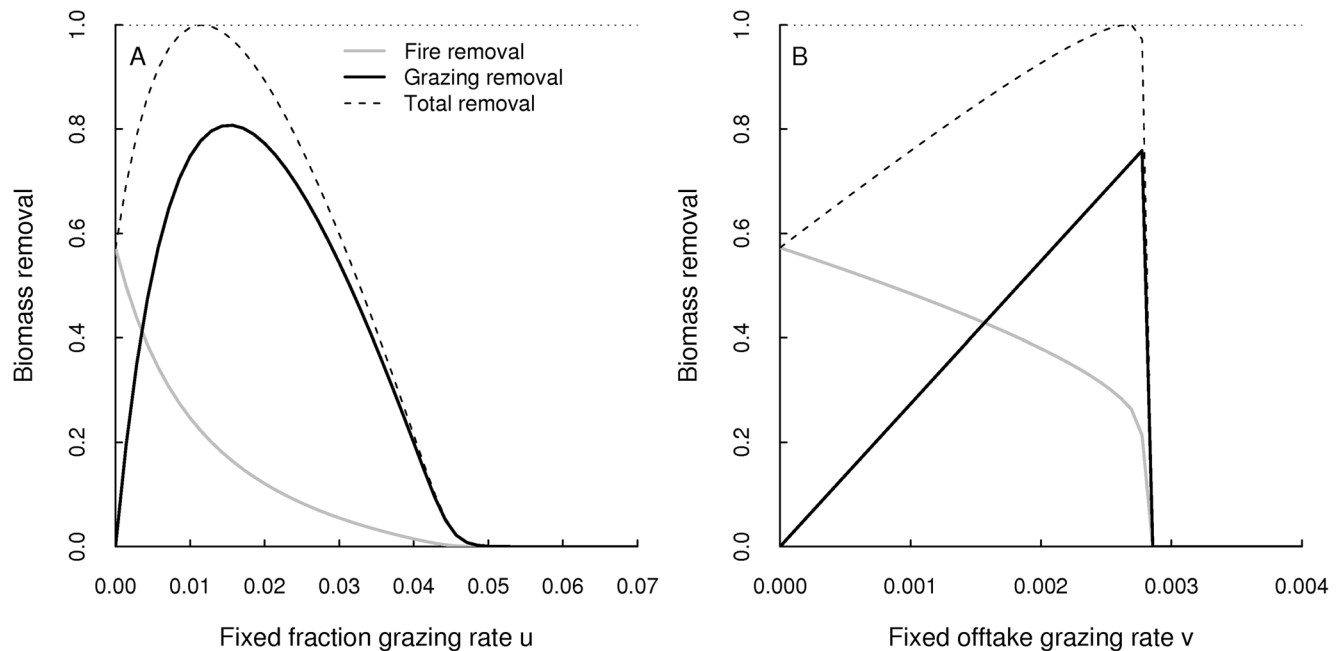 A
Fire removal
Grazing removal
Total removal
Biomass removal
0.0
0.2
0.4
0.6
0.8
1.0
0.00 0.01 0.02 0.03 0.04 0.05 0.06 0.07
Fixed fraction grazing rate u
B
Biomass removal
0.0
0.2
0.4
0.6
0.8
1.0
0.000 0.001 0.002 0.003 0.004
Fixed offtake grazing rate v